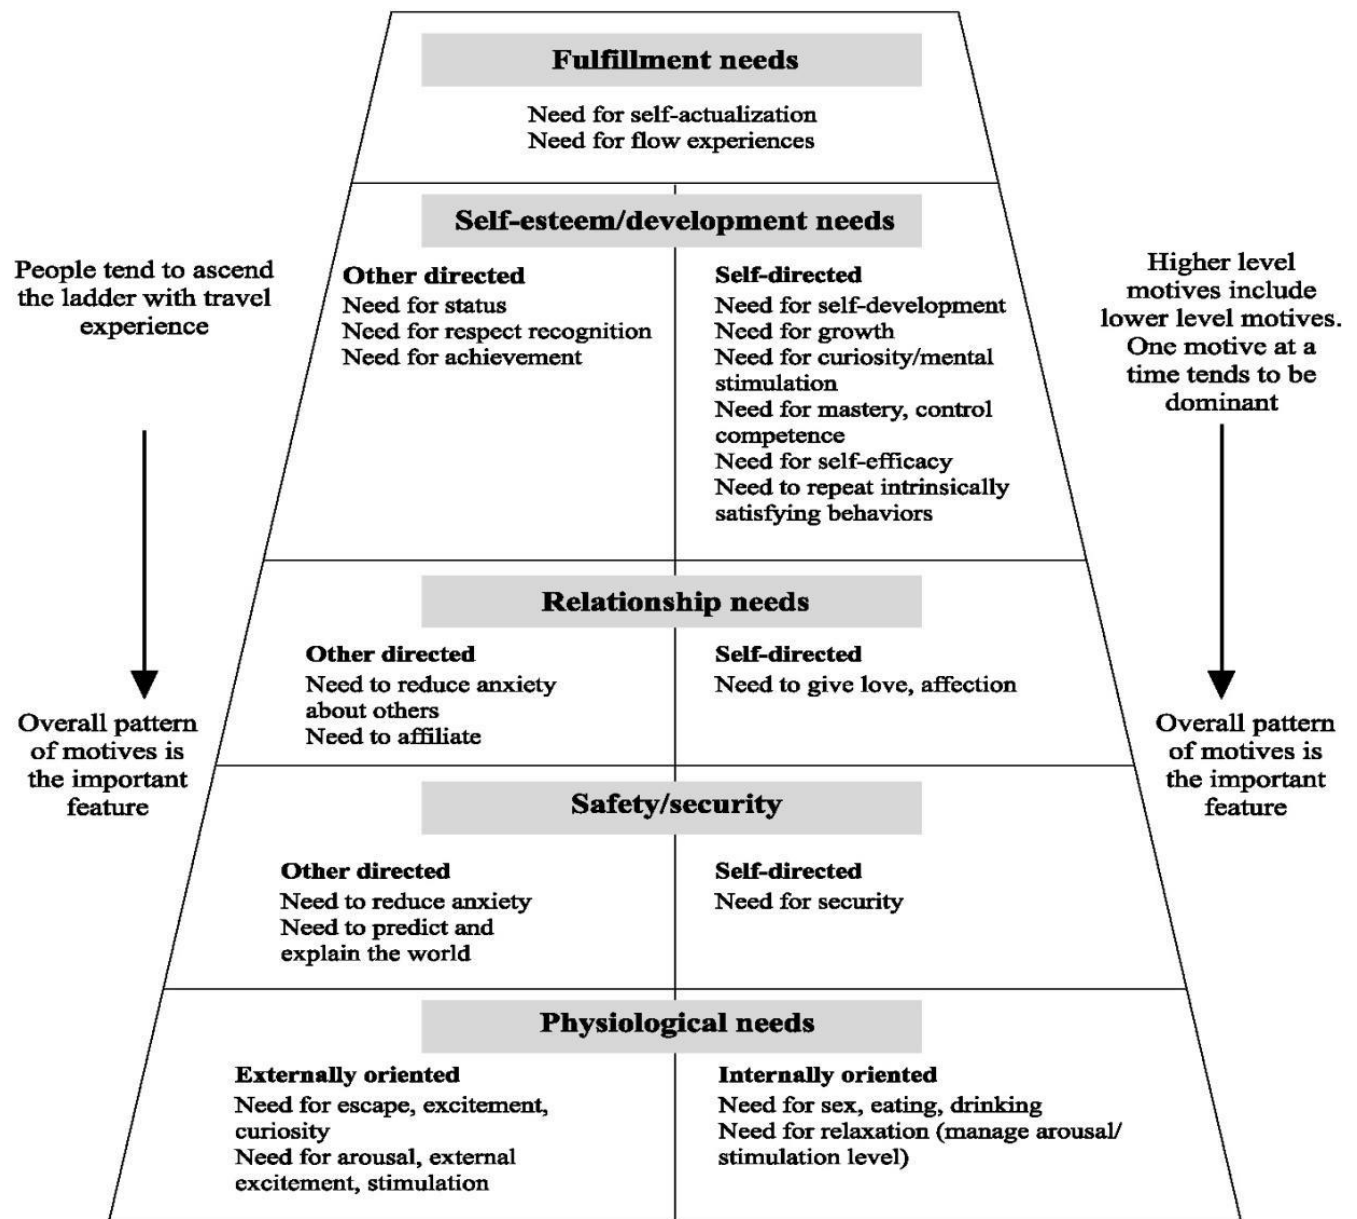 Fulfillment needs
Need for self-actualization
Need for flow experiences
Self-esteem/development needs
People tend to ascend
the ladder with travel
experience
Other directed
Need for status
Need for respect recognition
Need for achievement
Self-directed
Need for self-development
Need for growth
Need for curiosity/mental
stimulation
Need for mastery, control
competence
Need for self-efficacy
Need to repeat intrinsically
satisfying behaviors
Higher level
motives include
lower level motives.
One motive at a
time tends to be
dominant
Relationship needs
Other directed
Need to reduce anxiety
about others
Need to affiliate
Self-directed
Need to give love, affection
Overall pattern
of motives is
the important
feature
Overall pattern
of motives is
the important
feature
Safety/security
Other directed
Need to reduce anxiety
Need to predict and
explain the world
Self-directed
Need for security
Physiological needs
Externally oriented
Need for escape, excitement,
curiosity
Need for arousal, external
excitement, stimulation
Internally oriented
Need for sex, eating, drinking
Need for relaxation (manage arousal/
stimulation level)